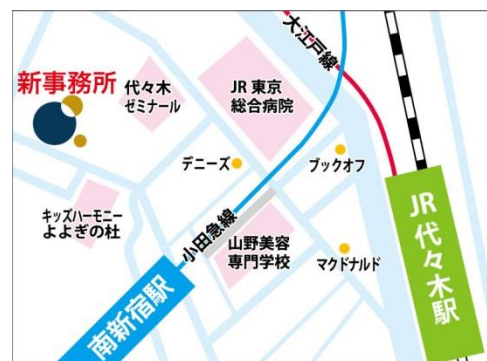 大江戸線
新事務所
代々木
ゼミナール
JR 東京
総合病院
デニーズ
ブックオフ
キッズハーモニー
よよぎの杜
小田急線
山野美容
専門学校
マクドナルド
JR代々木駅
南新宿駅